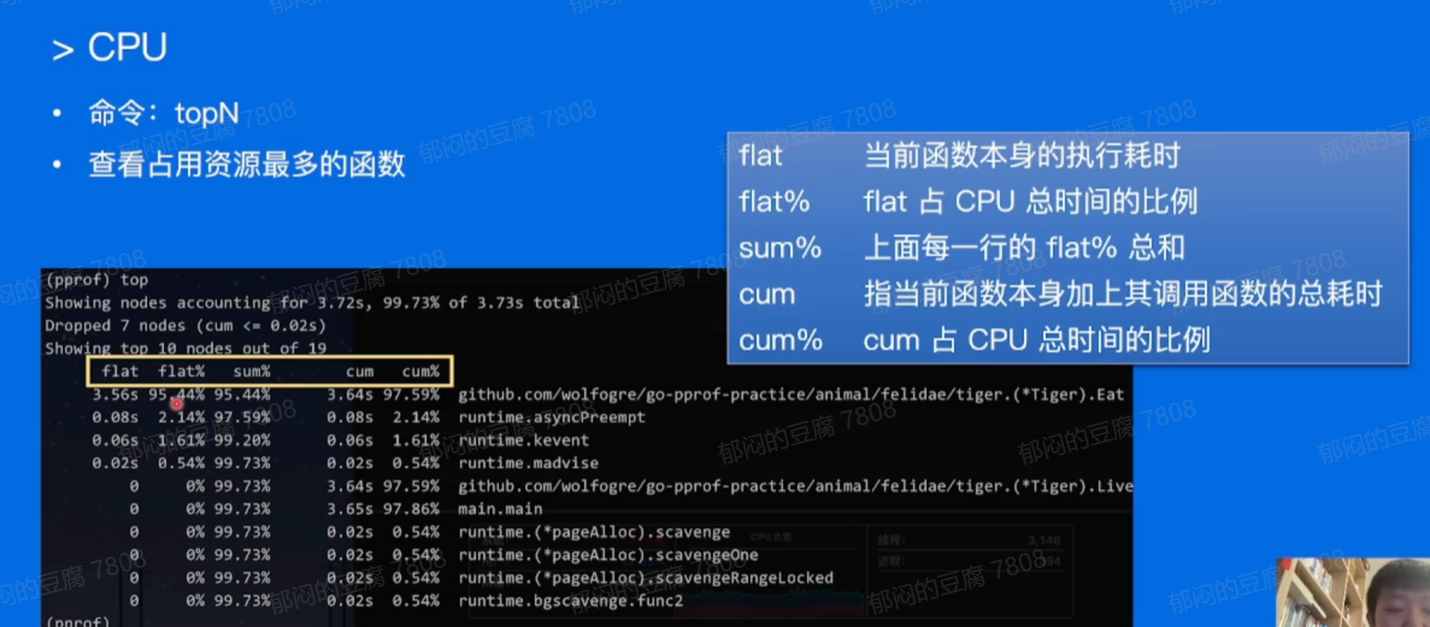 > CPU
• 命令：topN
• 查看占用资源最多的函数
flat 当前函数本身的执行耗时
flat% flat 占 CPU 总时间的比例
sum% 上面每一行的 flat% 总和
cum 指当前函数本身加上其调用函数的总耗时
cum% cum 占 CPU 总时间的比例
(pprof) top
Showing nodes accounting for 3.72s, 99.73% of 3.73s total
Dropped 7 nodes (cum <= 0.02s)
Showing top 10 nodes out of 19
flat flat% sum% cum cum%
3.56s 95.44% 95.44% 3.64s 97.59% github.com/wolfogre/go-pprof-practice/animal/felidae/tiger.(*Tiger).Eat
0.08s 2.14% 97.59% 0.08s 2.14% runtime.asyncPreempt
0.06s 1.61% 99.20% 0.06s 1.61% runtime.kevent
0.02s 0.54% 99.73% 0.02s 0.54% runtime.madvise
0 0% 99.73% 3.64s 97.59% github.com/wolfogre/go-pprof-practice/animal/felidae/tiger.(*Tiger).Live
0 0% 99.73% 3.65s 97.86% main.main
0 0% 99.73% 0.02s 0.54% runtime.(*pageAlloc).scavenge
0 0% 99.73% 0.02s 0.54% runtime.(*pageAlloc).scavengeOne
0 0% 99.73% 0.02s 0.54% runtime.(*pageAlloc).scavengeRangeLocked
0 0% 99.73% 0.02s 0.54% runtime.bgscavenge.func2
(pprof)
CPU负载
线程： 3,146
进程：
郁闷的豆腐 7808